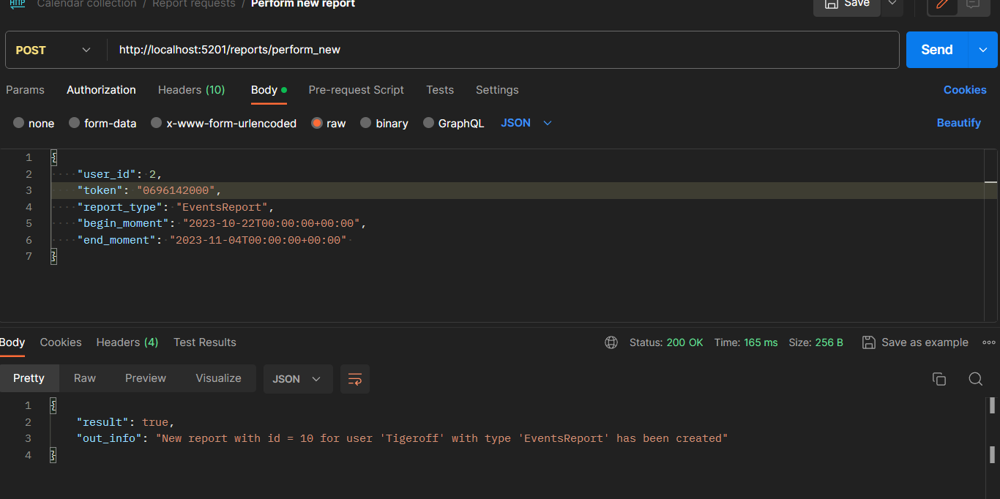 HTTP Calendar collection / Report requests / Perform new report Save
POST http://localhost:5201/reports/perform_new Send
Params Authorization Headers (10) Body Pre-request Script Tests Settings Cookies
none form-data x-www-form-urlencoded raw binary GraphQL JSON Beautify
1 {
2 "user_id": 2,
3 "token": "0696142000",
4 "report_type": "EventsReport",
5 "begin_moment": "2023-10-22T00:00:00+00:00",
6 "end_moment": "2023-11-04T00:00:00+00:00"
7 }
Body Cookies Headers (4) Test Results Status: 200 OK Time: 165 ms Size: 256 B Save as example
Pretty Raw Preview Visualize JSON
1 {
2 "result": true,
3 "out_info": "New report with id = 10 for user 'Tigeroff' with type 'EventsReport' has been created"
4 }